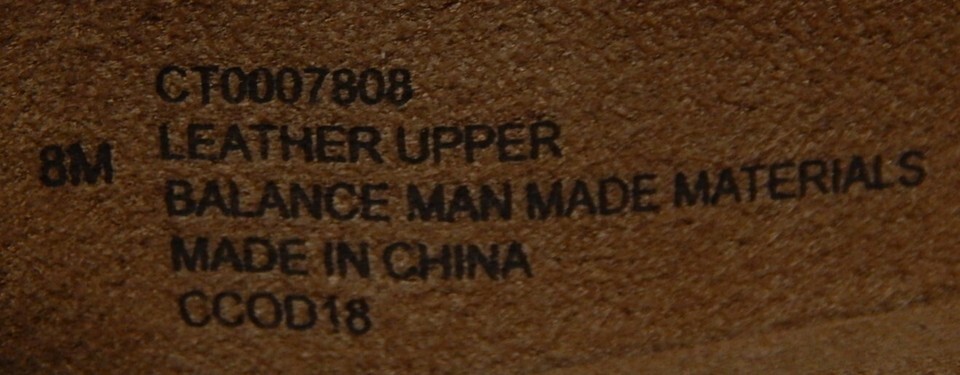 CT0007808
8M LEATHER UPPER
BALANCE MAN MADE MATERIALS
MADE IN CHINA
CCOD18